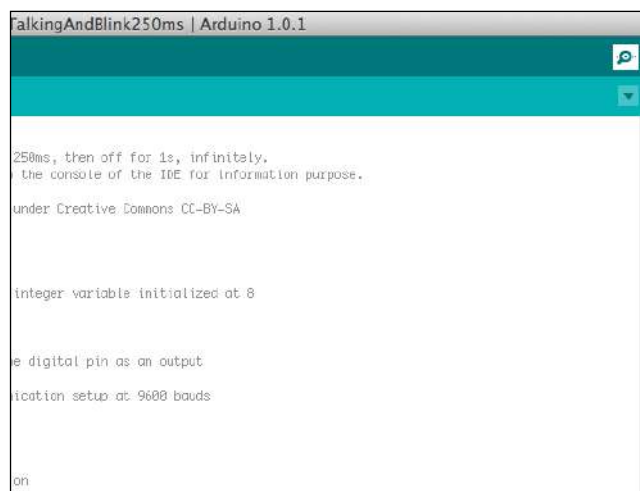 TalkingAndBlink250ms | Arduino 1.0.1
250ms, then off for 1s, infinitely.
the console of the IDE for information purpose.
under Creative Commons CC-BY-SA
integer variable initialized at 8
e digital pin as an output
ication setup at 9600 bauds
on